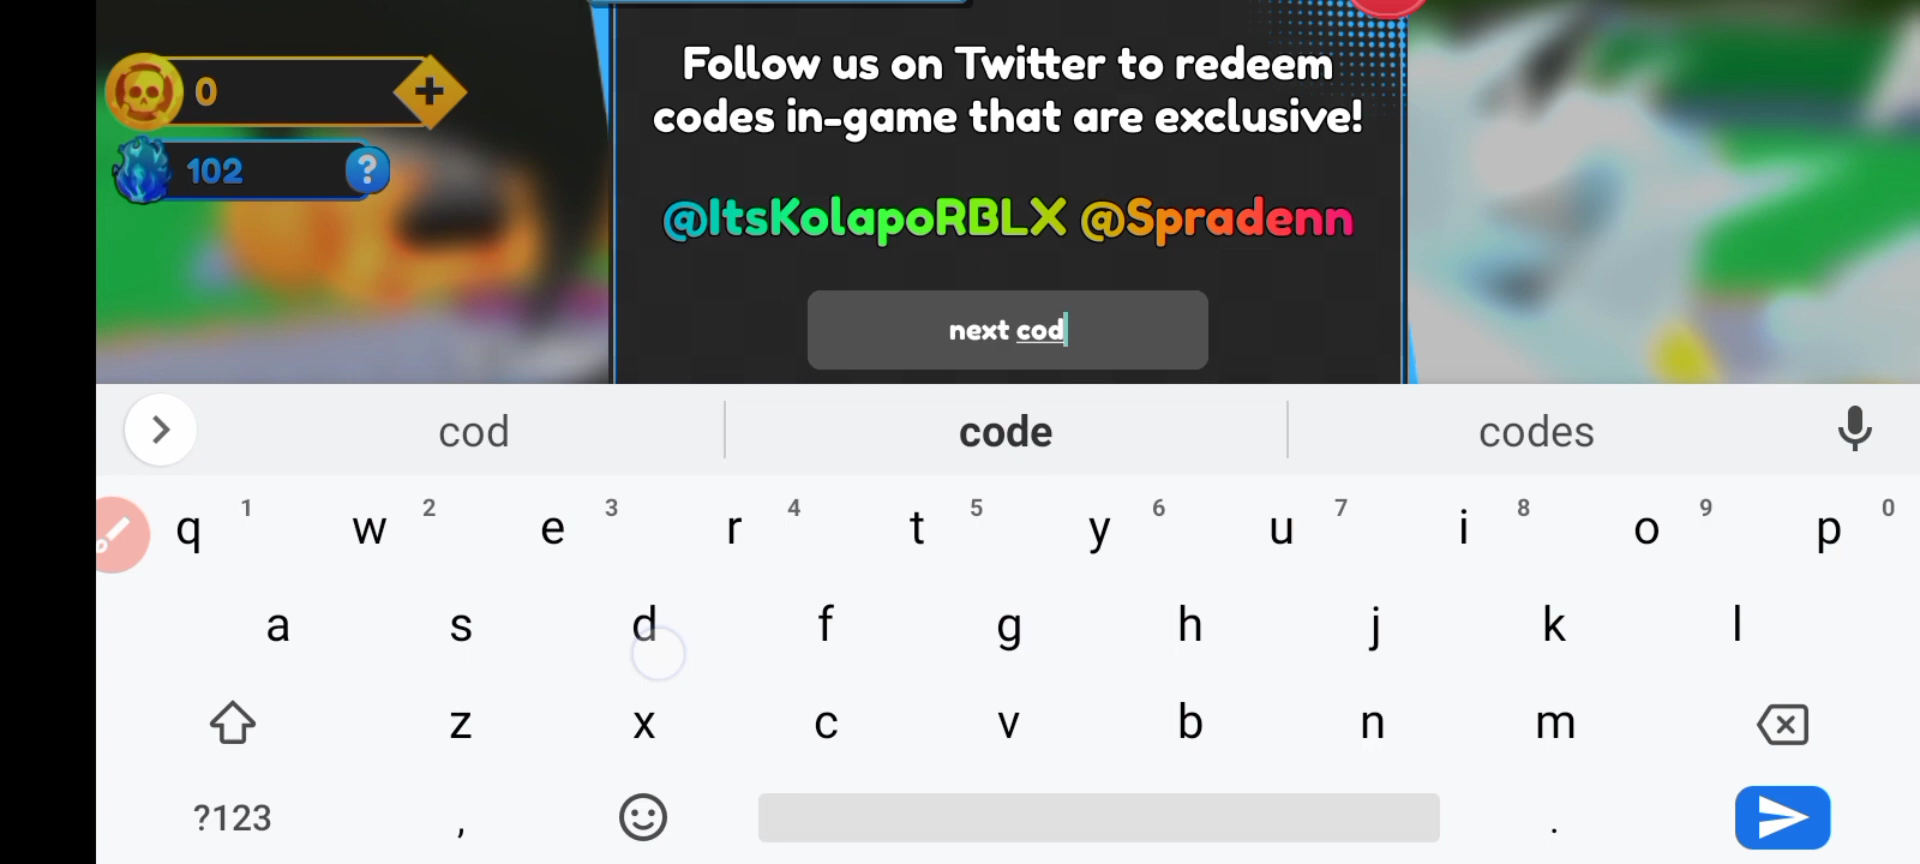 0
+
102
?
Follow us on Twitter to redeem
codes in-game that are exclusive!
@ItsKolapoRBLX @Spradenn
next cod
cod code codes
q 1 w 2 e 3 r 4 t 5 y 6 u 7 i 8 o 9 p 0
a s d f g h j k l
z x c v b n m
?123 , .